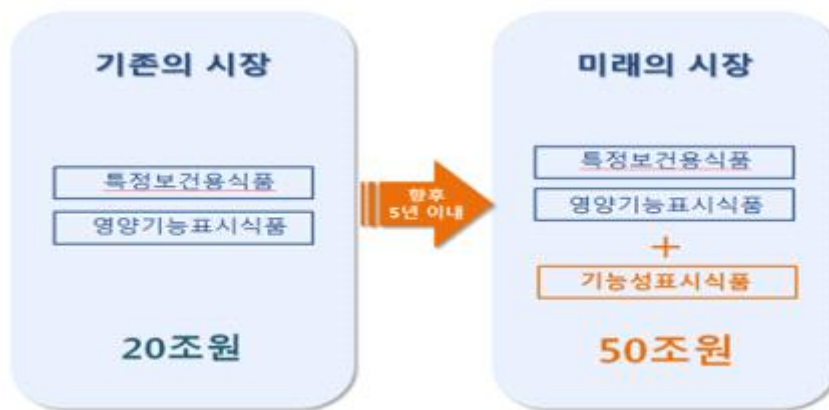 기존의 시장
특정보건용식품
영양기능표시식품
20조원
향후
5년 이내
미래의 시장
특정보건용식품
영양기능표시식품
+
기능성표시식품
50조원